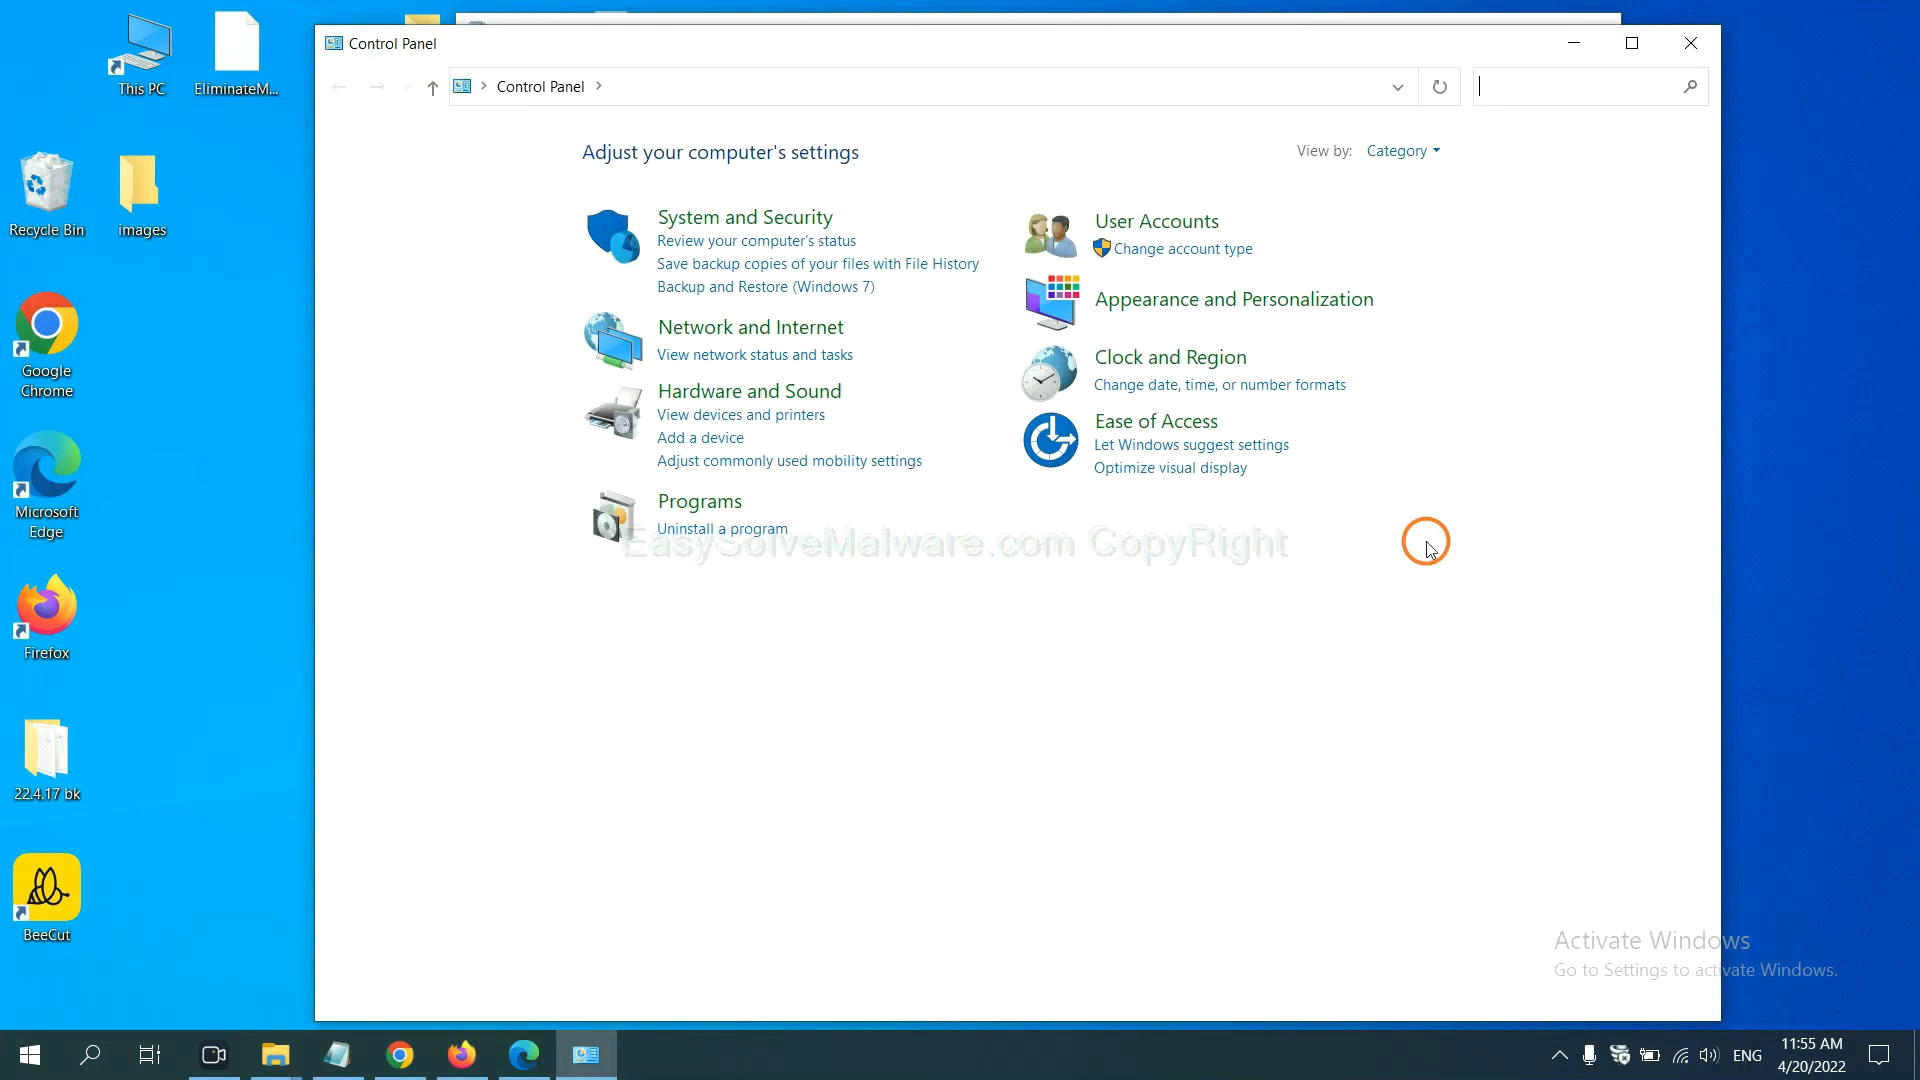 This PC
EliminateM...
Recycle Bin
images
Google
Chrome
Microsoft
Edge
Firefox
22.4.17 bk
BeeCut
Control Panel
Control Panel
Adjust your computer's settings
View by: Category
System and Security
Review your computer's status
Save backup copies of your files with File History
Backup and Restore (Windows 7)
Network and Internet
View network status and tasks
Hardware and Sound
View devices and printers
Add a device
Adjust commonly used mobility settings
Programs
Uninstall a program
User Accounts
Change account type
Appearance and Personalization
Clock and Region
Change date, time, or number formats
Ease of Access
Let Windows suggest settings
Optimize visual display
EasySolveMalware.com CopyRight
Activate Windows
Go to Settings to activate Windows.
ENG
11:55 AM
4/20/2022